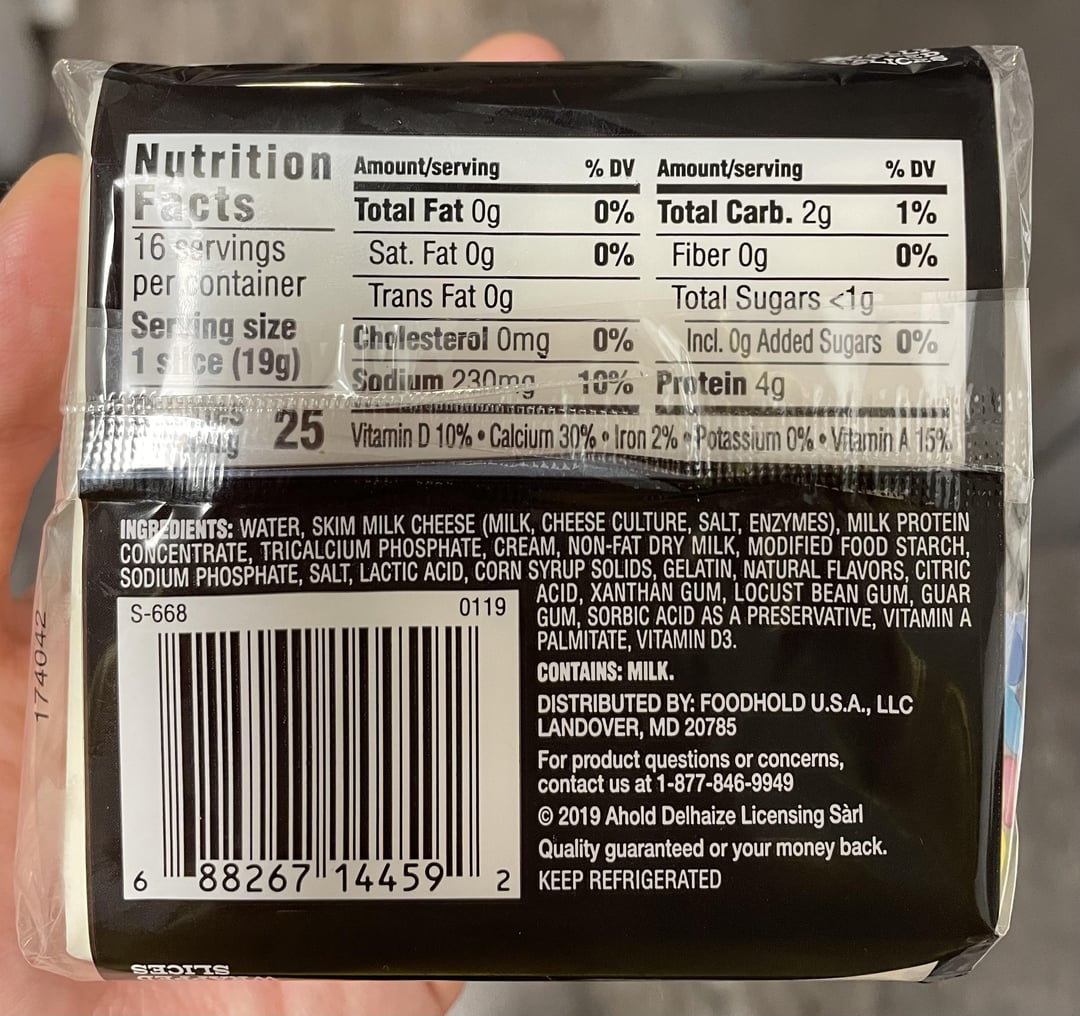 Nutrition
Facts
16 servings
per container
Serving size
1 slice (19g)
25
Amount/serving % DV
Total Fat 0g 0%
Sat. Fat 0g 0%
Trans Fat 0g
Cholesterol 0mg 0%
Sodium 230mg 10%
Amount/serving % DV
Total Carb. 2g 1%
Fiber 0g 0%
Total Sugars <1g
Incl. 0g Added Sugars 0%
Protein 4g
Vitamin D 10% • Calcium 30% • Iron 2% • Potassium 0% • Vitamin A 15%
INGREDIENTS: WATER, SKIM MILK CHEESE (MILK, CHEESE CULTURE, SALT, ENZYMES), MILK PROTEIN
CONCENTRATE, TRICALCIUM PHOSPHATE, CREAM, NON-FAT DRY MILK, MODIFIED FOOD STARCH,
SODIUM PHOSPHATE, SALT, LACTIC ACID, CORN SYRUP SOLIDS, GELATIN, NATURAL FLAVORS, CITRIC
ACID, XANTHAN GUM, LOCUST BEAN GUM, GUAR
GUM, SORBIC ACID AS A PRESERVATIVE, VITAMIN A
PALMITATE, VITAMIN D3.
CONTAINS: MILK.
DISTRIBUTED BY: FOODHOLD U.S.A., LLC
LANDOVER, MD 20785
For product questions or concerns,
contact us at 1-877-846-9949
© 2019 Ahold Delhaize Licensing Sàrl
Quality guaranteed or your money back.
KEEP REFRIGERATED
S-668 0119
6 88267 14459 2
174042
SLICES